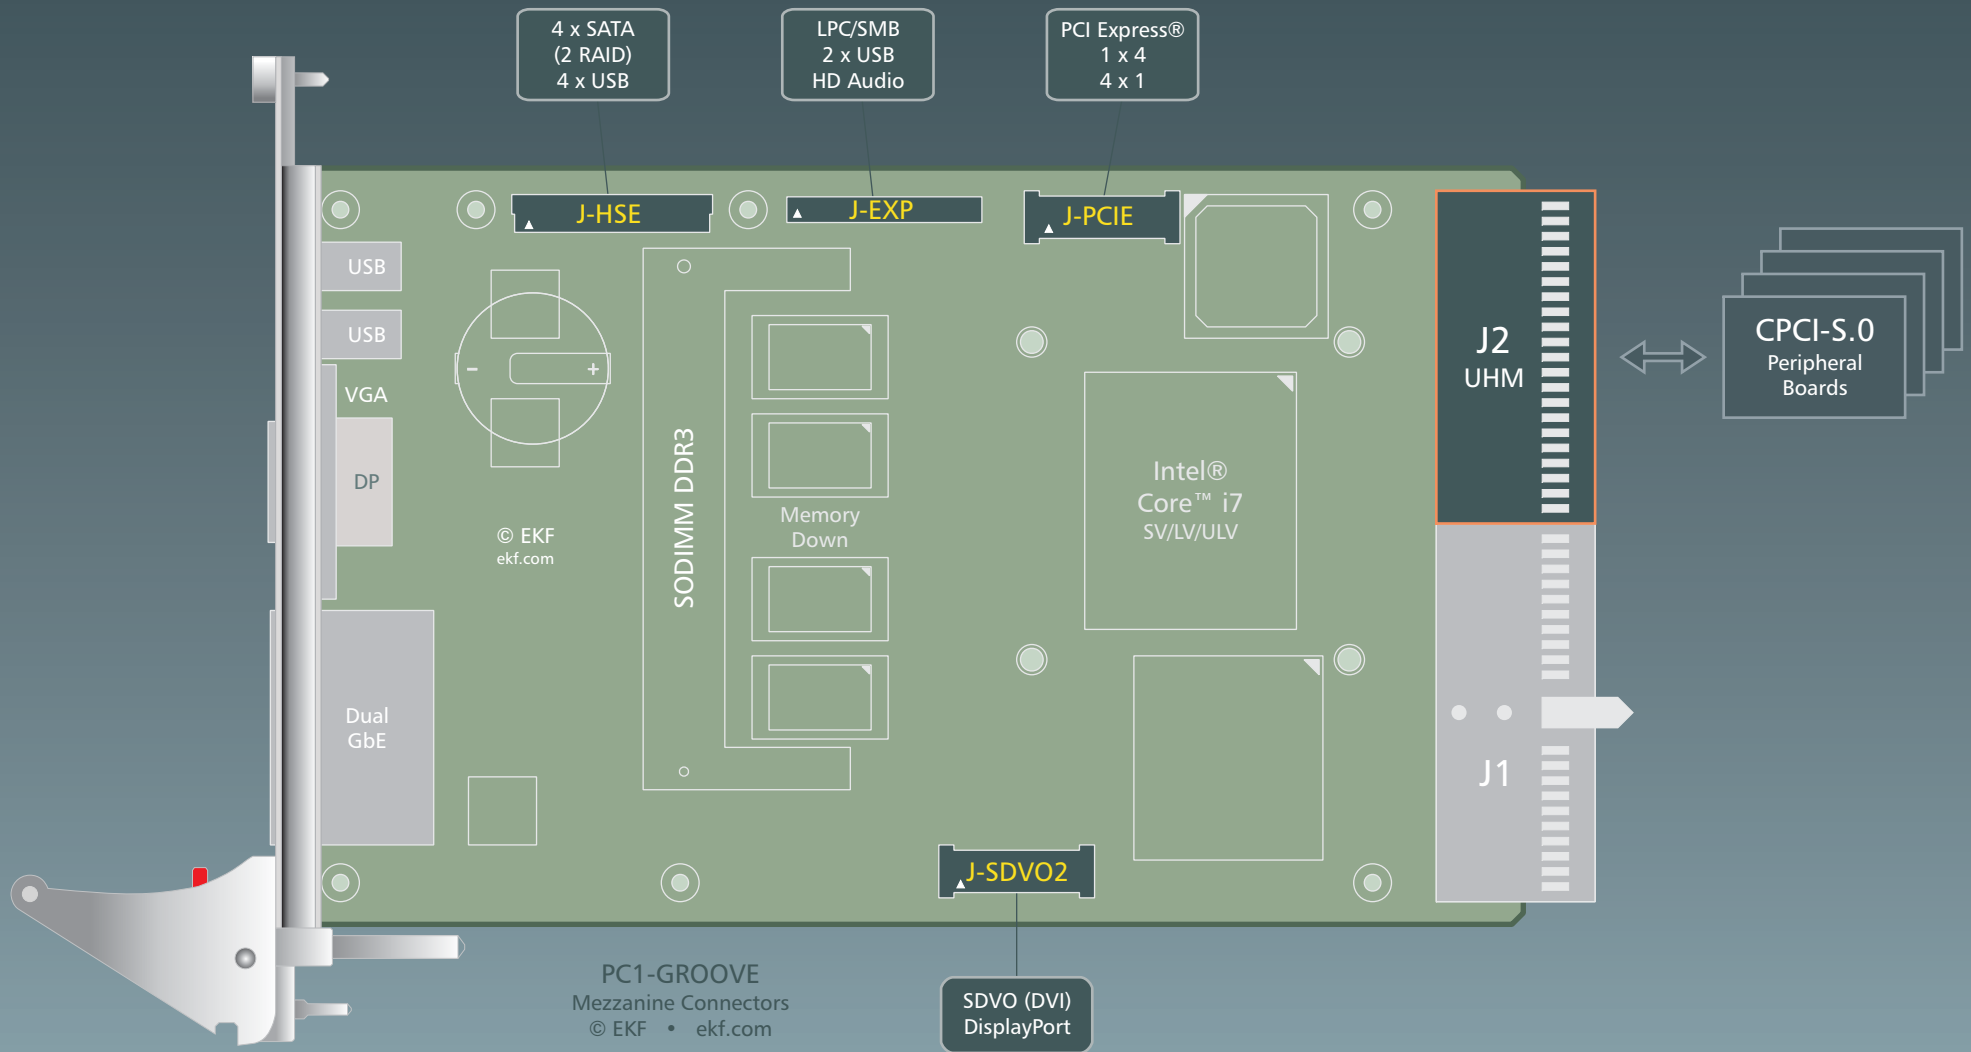 4 x SATA
(2 RAID)
4 x USB
LPC/SMB
2 x USB
HD Audio
PCI Express®
1 x 4
4 x 1
J-HSE
J-EXP
J-PCIE
USB
USB
VGA
DP
Dual
GbE
- +
© EKF
ekf.com
SODIMM DDR3
Memory
Down
Intel®
Core™ i7
SV/LV/ULV
J2
UHM
J1
CPCI-S.0
Peripheral
Boards
J-SDVO2
SDVO (DVI)
DisplayPort
PC1-GROOVE
Mezzanine Connectors
© EKF • ekf.com